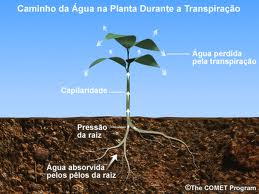 Caminho da Água na Planta Durante a Transpiração
Água perdida
pela transpiração
Capilaridade
Pressão
da raiz
Água absorvida
pelos pêlos da raiz
©The COMET Program